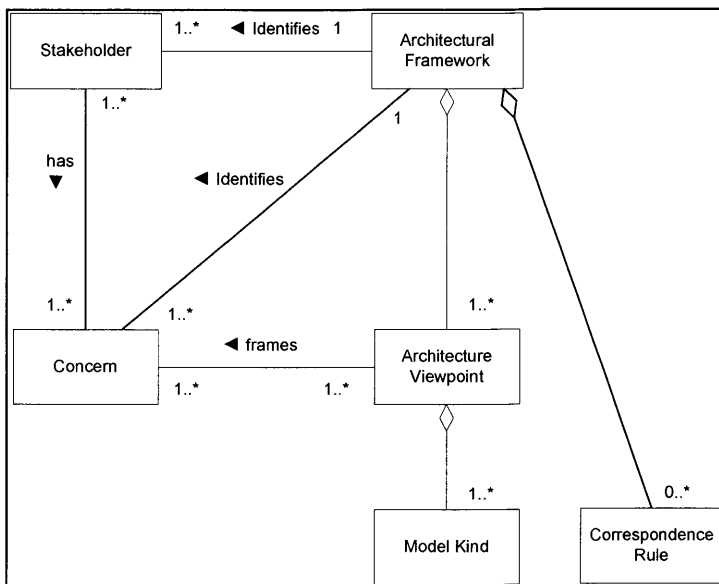 1..* ◄ Identifies 1
Stakeholder
Architectural
Framework
1..*
1
has
▼
◄ Identifies
1..*
1..*
1..*
◄ frames
Concern
Architecture
Viewpoint
1..*
1..*
1..*
0..*
Model Kind
Correspondence
Rule